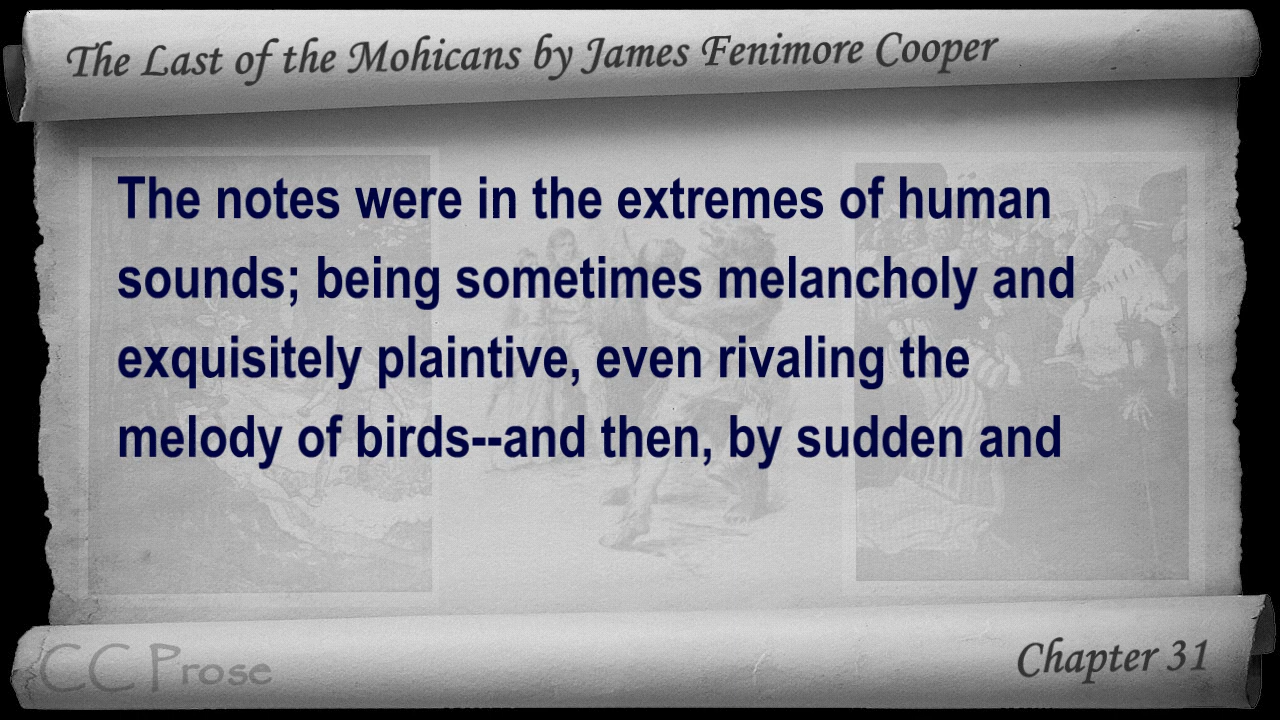 The Last of the Mohicans by James Fenimore Cooper
The notes were in the extremes of human
sounds; being sometimes melancholy and
exquisitely plaintive, even rivaling the
melody of birds--and then, by sudden and
CC Prose
Chapter 31